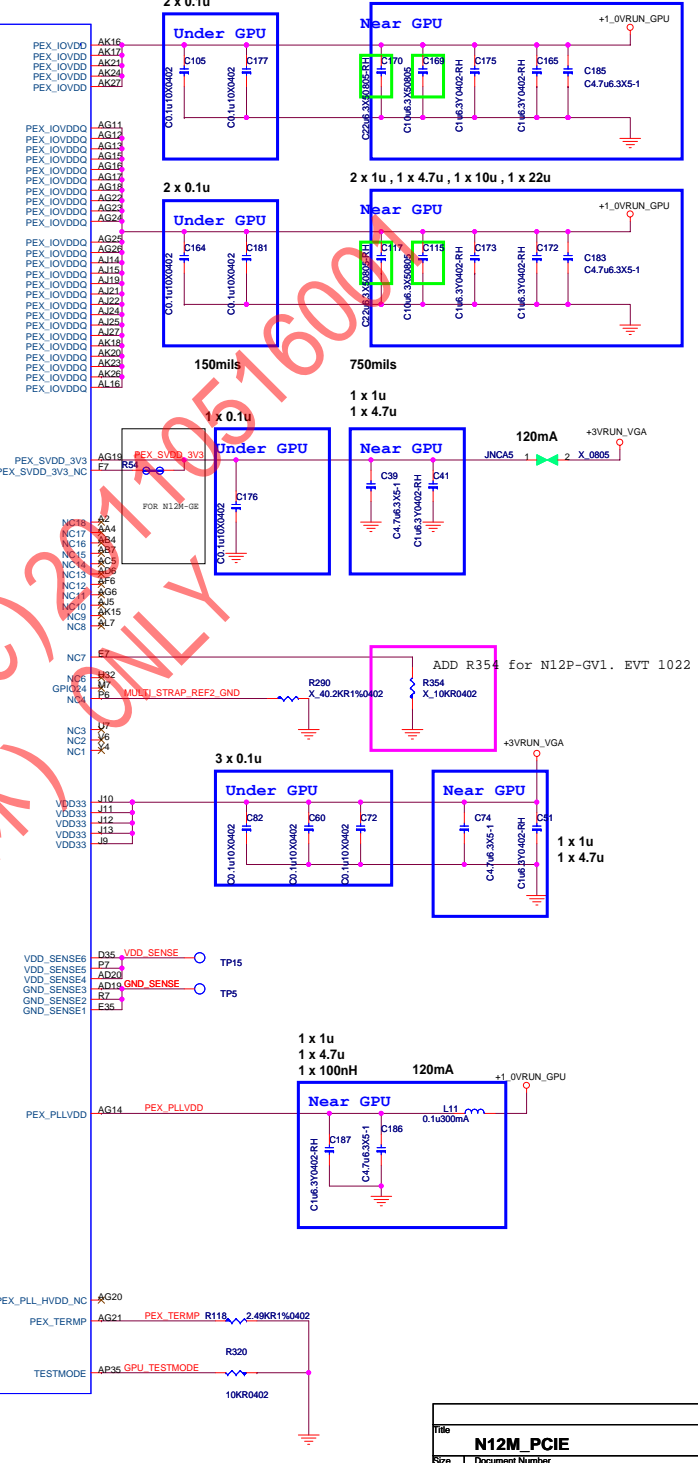 2 x 0.1u
Under GPU
Near GPU
+1_0VRUN_GPU
PEX_IOVDD AK16
PEX_IOVDD AK17
PEX_IOVDD AK21
PEX_IOVDD AK24
PEX_IOVDD AK27
C105
C0.1u10X0402
C177
C170
C22u6.3X50805-RH
C169
C10u6.3X50805
C175
C1u6.3Y0402-RH
C165
C1u6.3Y0402-RH
C185
C4.7u6.3X5-1
PEX_IOVDDQ AG11
PEX_IOVDDQ AG12
PEX_IOVDDQ AG13
PEX_IOVDDQ AG15
PEX_IOVDDQ AG16
PEX_IOVDDQ AG17
PEX_IOVDDQ AG18
PEX_IOVDDQ AG22
PEX_IOVDDQ AG23
PEX_IOVDDQ AG24
PEX_IOVDDQ AG25
PEX_IOVDDQ AG26
PEX_IOVDDQ AJ14
PEX_IOVDDQ AJ15
PEX_IOVDDQ AJ19
PEX_IOVDDQ AJ21
PEX_IOVDDQ AJ22
PEX_IOVDDQ AJ24
PEX_IOVDDQ AJ25
PEX_IOVDDQ AJ27
PEX_IOVDDQ AK18
PEX_IOVDDQ AK20
PEX_IOVDDQ AK23
PEX_IOVDDQ AK26
PEX_IOVDDQ AL16
2 x 0.1u
2 x 1u , 1 x 4.7u , 1 x 10u , 1 x 22u
Under GPU
Near GPU
+1_0VRUN_GPU
C164
C0.1u10X0402
C181
C0.1u10X0402
C117
C22u6.3X50805-RH
C115
C10u6.3X50805
C173
C1u6.3Y0402-RH
C172
C1u6.3Y0402-RH
C183
C4.7u6.3X5-1
150mils
750mils
1 x 1u
1 x 4.7u
1 x 0.1u
Under GPU
Near GPU
120mA
+3VRUN_VGA
JNCA5 1 2 X_0805
PEX_SVDD_3V3 AG19 PEX_SVDD_3V3
PEX_SVDD_3V3_NC F7
R54
FOR N12M-GE
C176
C0.1u10X0402
C39
C4.7u6.3X5-1
C41
C1u6.3Y0402-RH
NC18 A2
NC17 AA4
NC16 AB4
NC15 AB7
NC14 AC5
NC13 AD6
NC12 AF6
NC11 AG6
NC10 AJ5
NC9 AK15
NC8 AL7
NC7 E7
NC6 H32
GPIO24 M7
NC4 P6 MULTI_STRAP_REF2_GND
NC3 U7
NC2 V6
NC1 Y4
R290
X_40.2KR1%0402
R354
X_10KR0402
ADD R354 for N12P-GV1. EVT 1022
+3VRUN_VGA
3 x 0.1u
Under GPU
Near GPU
VDD33 J10
VDD33 J11
VDD33 J12
VDD33 J13
VDD33 J9
C82
C0.1u10X0402
C60
C0.1u10X0402
C72
C0.1u10X0402
C74
C4.7u6.3X5-1
C51
C1u6.3Y0402-RH
1 x 1u
1 x 4.7u
VDD_SENSE6 D35 VDD_SENSE
VDD_SENSE5 P7
VDD_SENSE4 AD20
GND_SENSE3 AD19 GND_SENSE
GND_SENSE2 R7
GND_SENSE1 E35
TP15
TP5
1 x 1u
1 x 4.7u
1 x 100nH
120mA
+1_0VRUN_GPU
Near GPU
PEX_PLLVDD AG14 PEX_PLLVDD
L11
0.1u300mA
C187
C1u6.3Y0402-RH
C186
C4.7u6.3X5-1
PEX_PLL_HVDD_NC AG20
PEX_TERMP AG21 PEX_TERMP R118 2.49KR1%0402
R320
TESTMODE AP35 GPU_TESTMODE
10KR0402
Title
N12M_PCIE
Size Document Number
)20110516001
) ONLY